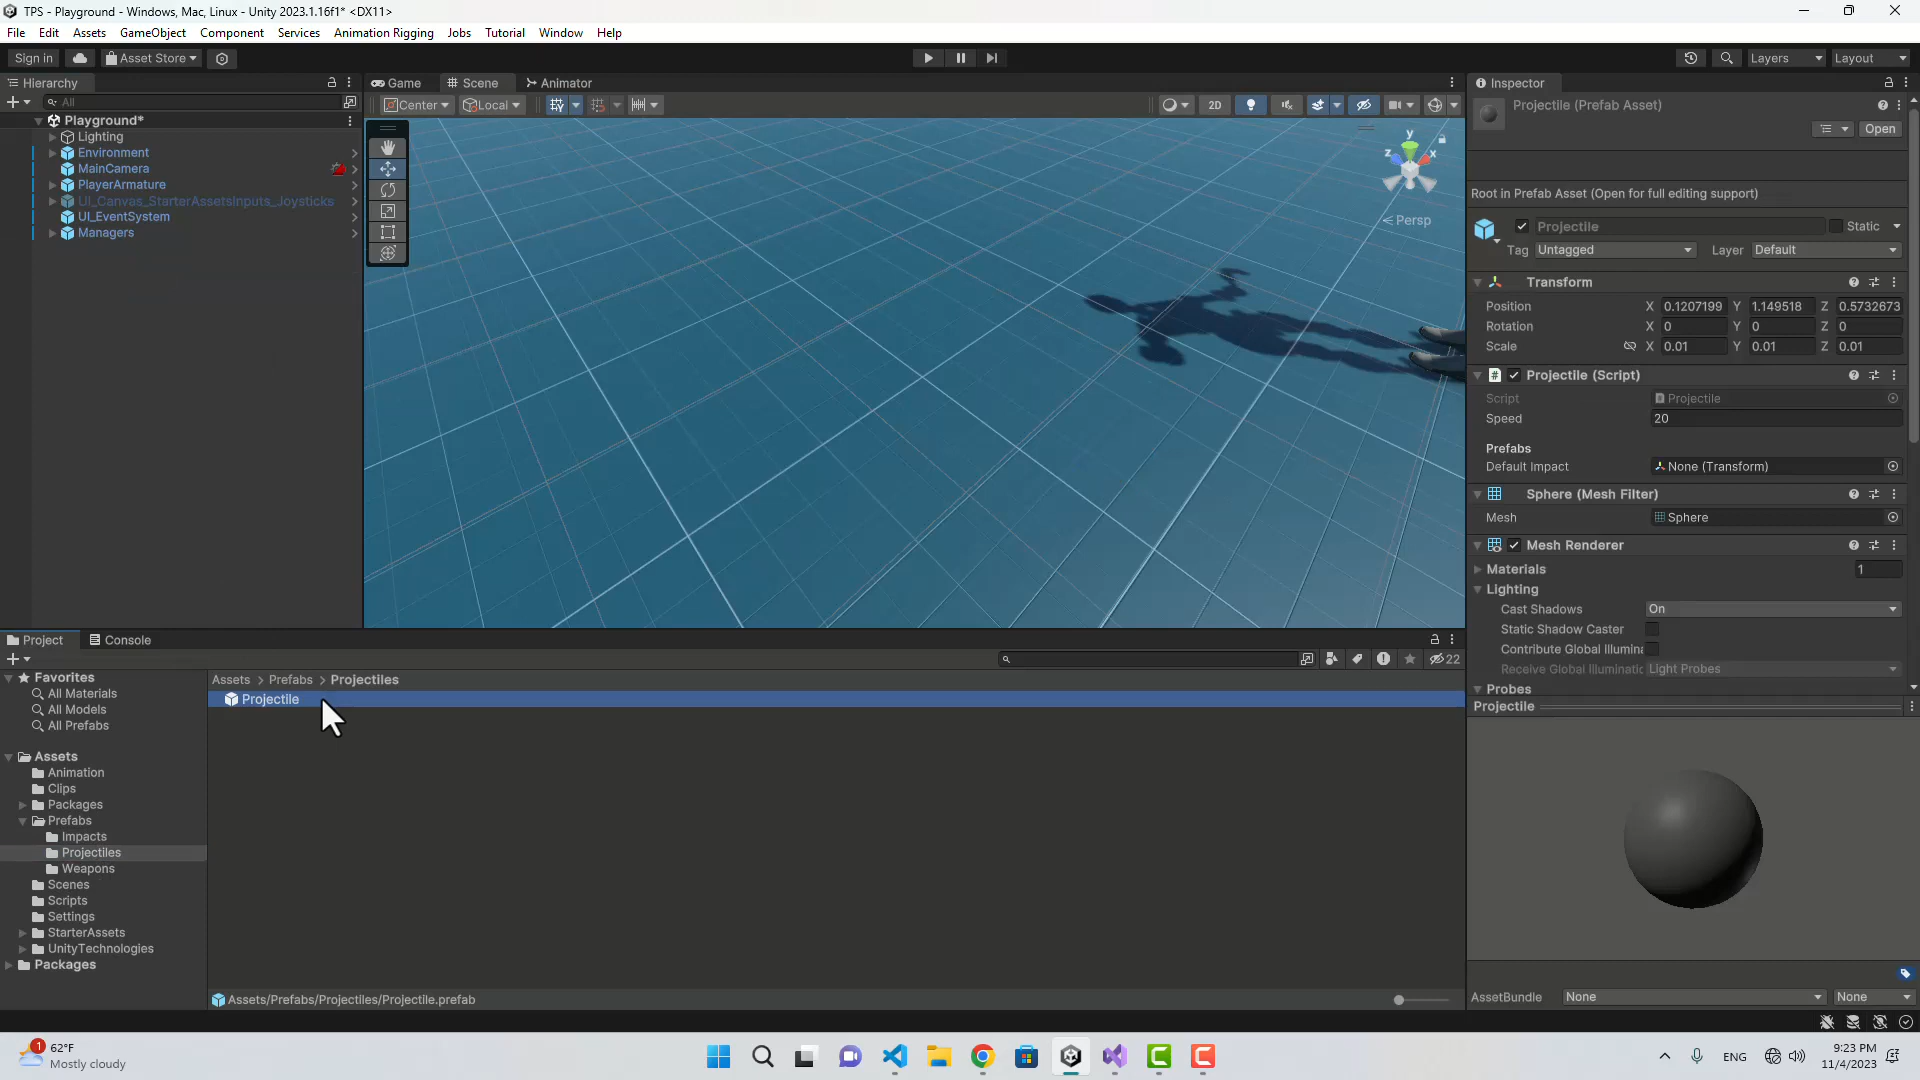 TPS - Playground - Windows, Mac, Linux - Unity 2023.1.16f1* <DX11>
File Edit Assets GameObject Component Services Animation Rigging Jobs Tutorial Window Help
Sign in Asset Store Layers Layout
Hierarchy Game Scene Animator Inspector
All Center Local 2D Projectile (Prefab Asset)
Playground* Open
Lighting
Environment
MainCamera
PlayerArmature
UI_Canvas_StarterAssetsInputs_Joysticks
UI_EventSystem
Managers
y
z x
Persp
Root in Prefab Asset (Open for full editing support)
Projectile Static
Tag Untagged Layer Default
Transform
Position X 0.1207199 Y 1.149518 Z 0.5732673
Rotation X 0 Y 0 Z 0
Scale X 0.01 Y 0.01 Z 0.01
Projectile (Script)
Script Projectile
Speed 20
Prefabs
Default Impact None (Transform)
Sphere (Mesh Filter)
Mesh Sphere
Mesh Renderer
Materials 1
Lighting
Cast Shadows On
Static Shadow Caster
Contribute Global Illumina
Receive Global Illuminatic Light Probes
Probes
Projectile
Project Console
22
Favorites
All Materials
All Models
All Prefabs
Assets
Animation
Clips
Packages
Prefabs
Impacts
Projectiles
Weapons
Scenes
Scripts
Settings
StarterAssets
UnityTechnologies
Packages
Assets > Prefabs > Projectiles
Projectile
Assets/Prefabs/Projectiles/Projectile.prefab
AssetBundle None None
1 62°F
Mostly cloudy
ENG
9:23 PM
11/4/2023